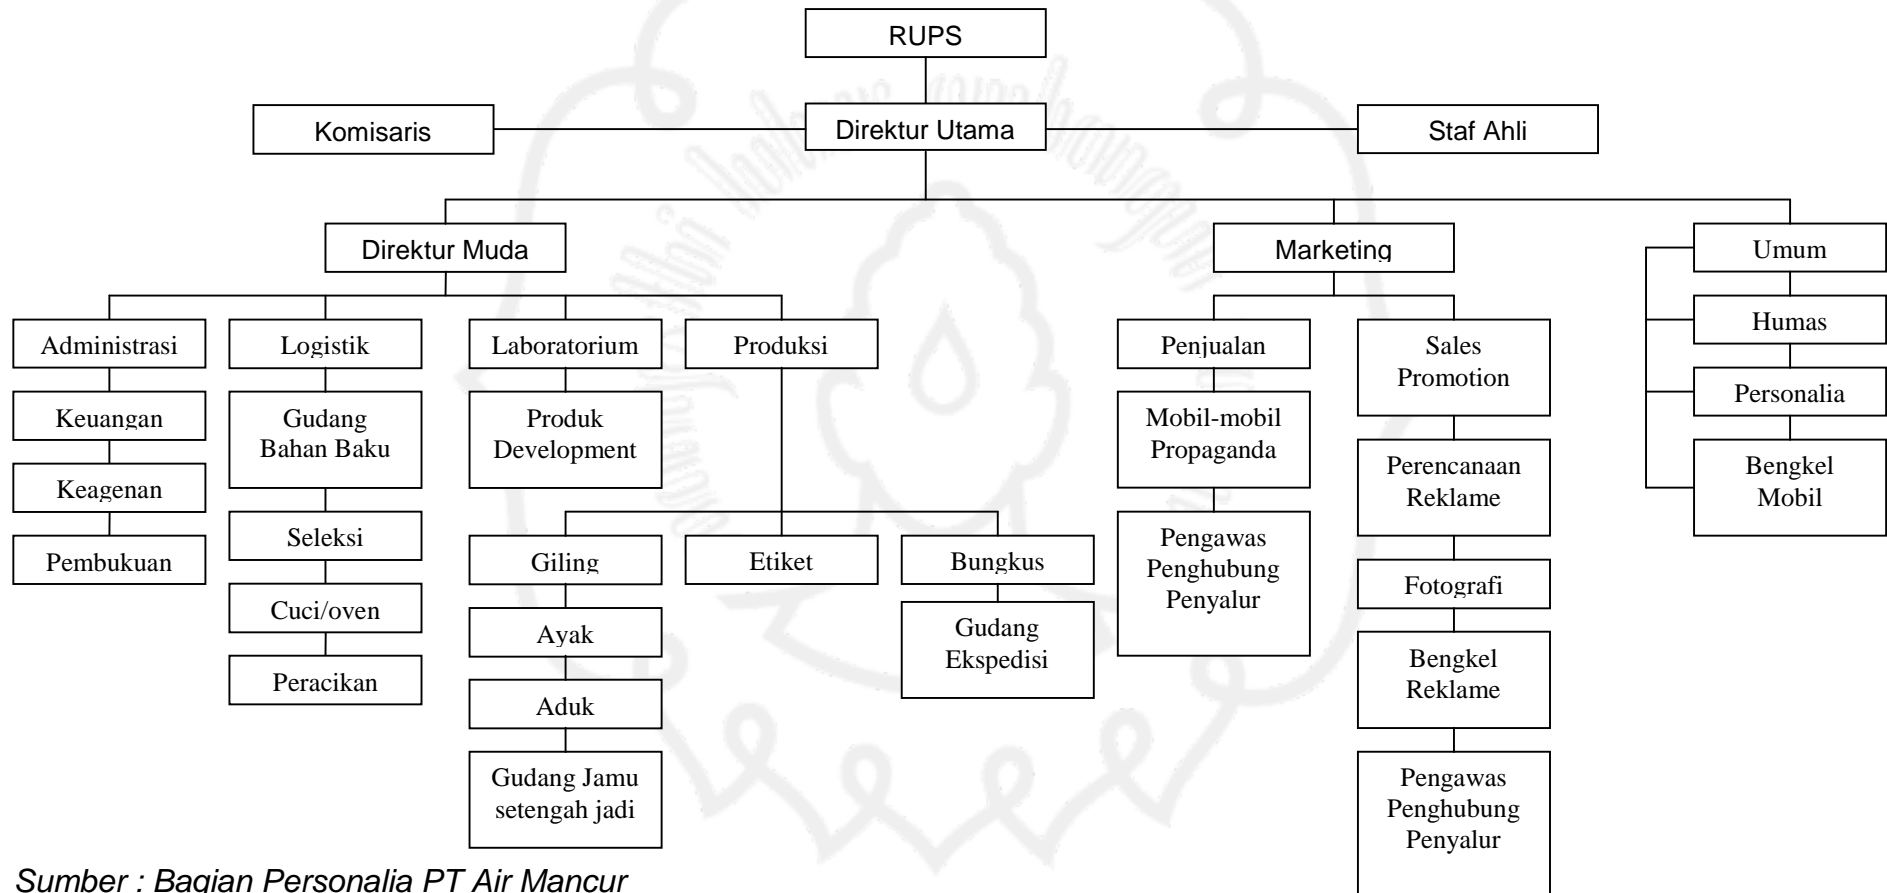 RUPS
Komisaris
Direktur Utama
Staf Ahli
Direktur Muda
Marketing
Umum
Administrasi
Logistik
Laboratorium
Produksi
Penjualan
Sales
Promotion
Humas
Keuangan
Gudang
Bahan Baku
Produk
Development
Mobil-mobil
Propaganda
Personalia
Keagenan
Perencanaan
Reklame
Bengkel
Mobil
Pembukuan
Seleksi
Giling
Etiket
Bungkus
Pengawas
Penghubung
Penyalur
Fotografi
Cuci/oven
Ayak
Gudang
Ekspedisi
Bengkel
Reklame
Peracikan
Aduk
Gudang Jamu
setengah jadi
Pengawas
Penghubung
Penyalur
Sumber : Bagian Personalia PT Air Mancur